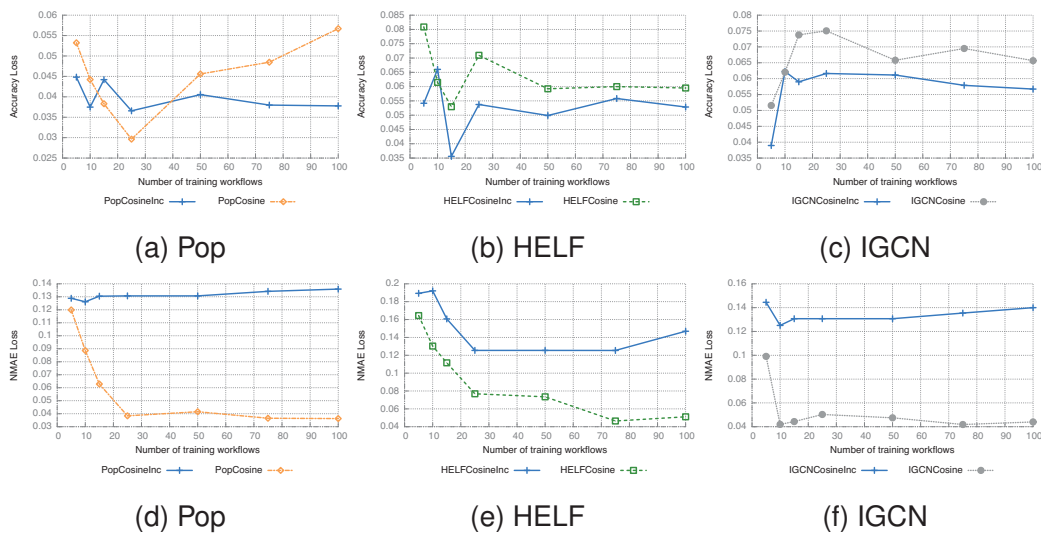 Accuracy Loss
0.06
0.055
0.05
0.045
0.04
0.035
0.03
0.025
0 10 20 30 40 50 60 70 80 90 100
Number of training workflows
PopCosineInc PopCosine
(a) Pop
Accuracy Loss
0.085
0.08
0.075
0.07
0.065
0.06
0.055
0.05
0.045
0.04
0.035
0 10 20 30 40 50 60 70 80 90 100
Number of training workflows
HELFCosineInc HELFCosine
(b) HELF
Accuracy Loss
0.08
0.075
0.07
0.065
0.06
0.055
0.05
0.045
0.04
0.035
0 10 20 30 40 50 60 70 80 90 100
Number of training workflows
IGCNCosineInc IGCNCosine
(c) IGCN
NMAE Loss
0.14
0.13
0.12
0.11
0.1
0.09
0.08
0.07
0.06
0.05
0.04
0.03
0 10 20 30 40 50 60 70 80 90 100
Number of training workflows
PopCosineInc PopCosine
(d) Pop
NMAE Loss
0.2
0.18
0.16
0.14
0.12
0.1
0.08
0.06
0.04
0 10 20 30 40 50 60 70 80 90 100
Number of training workflows
HELFCosineInc HELFCosine
(e) HELF
NMAE Loss
0.16
0.14
0.12
0.1
0.08
0.06
0.04
0 10 20 30 40 50 60 70 80 90 100
Number of training workflows
IGCNCosineInc IGCNCosine
(f) IGCN